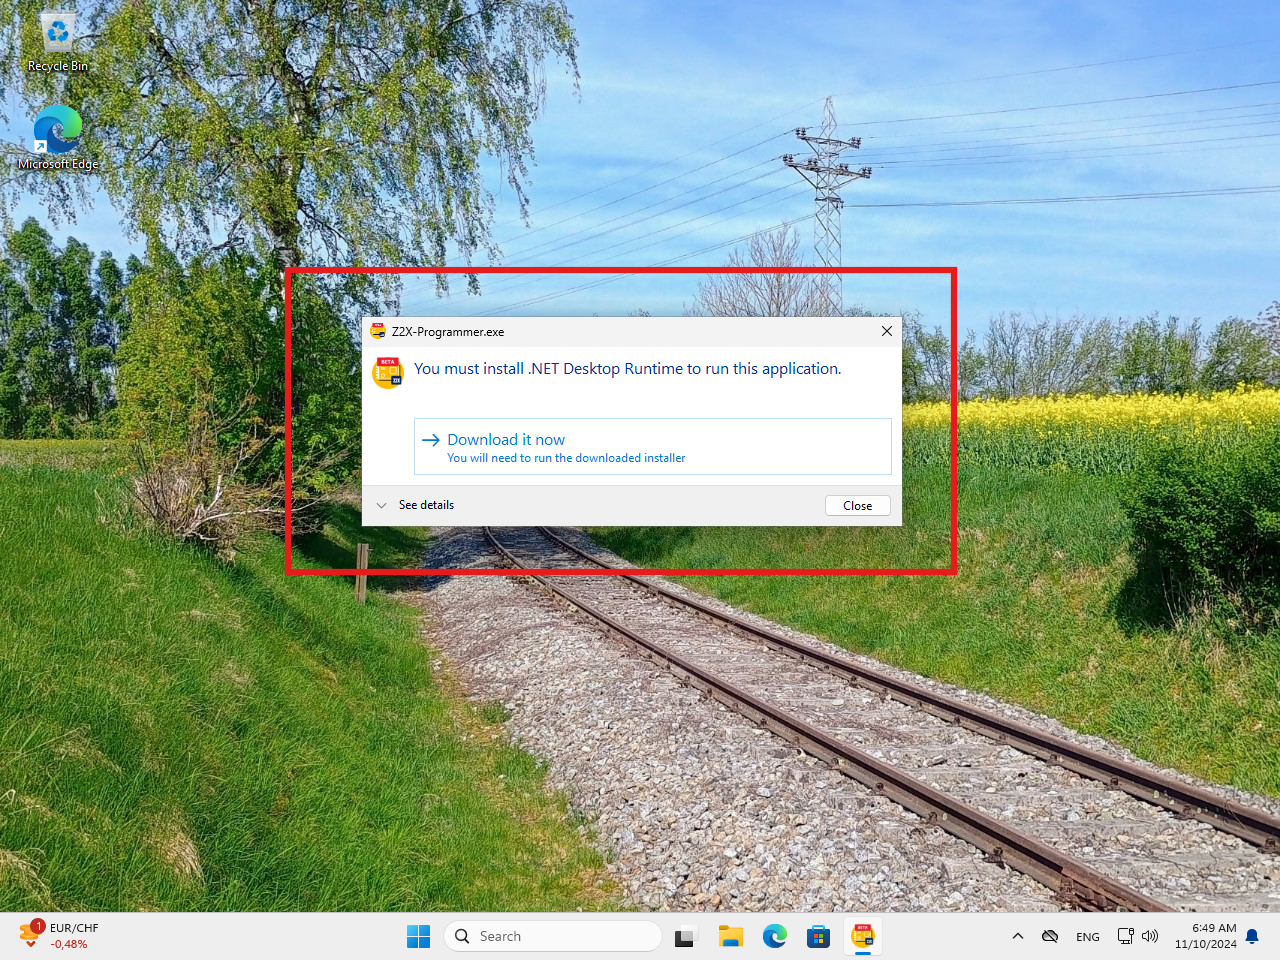 Recycle Bin
Microsoft Edge
Z2X-Programmer.exe
BETA
Z2X
You must install .NET Desktop Runtime to run this application.
Download it now
You will need to run the downloaded installer
See details
Close
1
EUR/CHF
-0,48%
Search
ENG
6:49 AM
11/10/2024